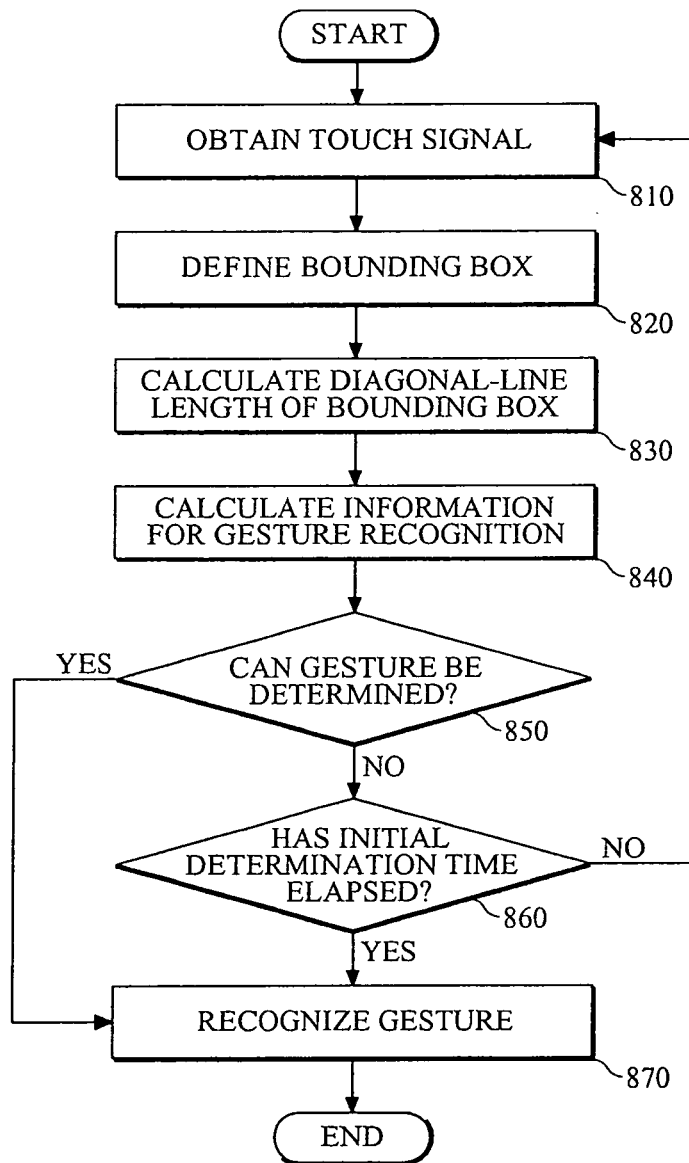 START
OBTAIN TOUCH SIGNAL
810
DEFINE BOUNDING BOX
820
CALCULATE DIAGONAL-LINE
LENGTH OF BOUNDING BOX
830
CALCULATE INFORMATION
FOR GESTURE RECOGNITION
840
YES
CAN GESTURE BE
DETERMINED?
850
NO
HAS INITIAL
DETERMINATION TIME
ELAPSED?
NO
860
YES
RECOGNIZE GESTURE
870
END